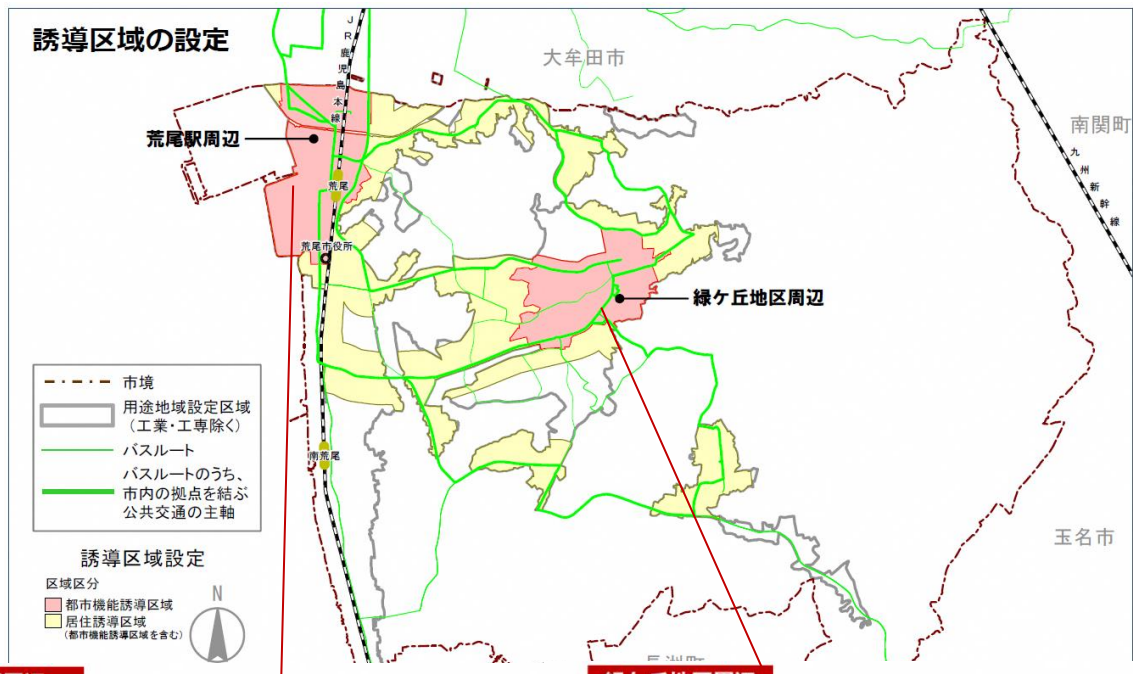 誘導区域の設定
JR鹿児島本線
大牟田市
南関町
九州新幹線
荒尾駅周辺
荒尾
荒尾市役所
緑ケ丘地区周辺
市境
用途地域設定区域
（工業・工専除く）
バスルート
バスルートのうち、
市内の拠点を結ぶ
公共交通の主軸
南荒尾
玉名市
誘導区域設定
区域区分
都市機能誘導区域
居住誘導区域
（都市機能誘導区域を含む）
N